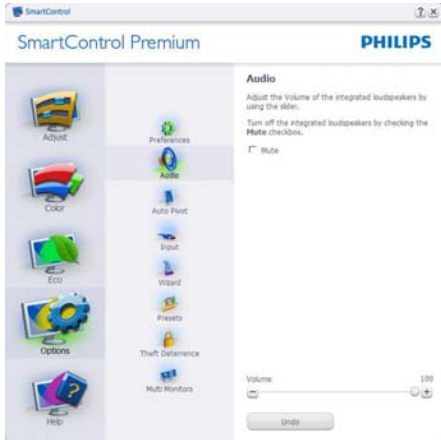 SmartControl
SmartControl Premium
PHILIPS
Adjust
Color
Eco
Options
Help
Preferences
Audio
Auto Pivot
Input
Wizard
Presets
Theft Deterrence
Multi Monitors
Audio
Adjust the Volume of the integrated loudspeakers by
using the slider.
Turn off the integrated loudspeakers by checking the
Mute checkbox.
Mute
Volume 100
Undo